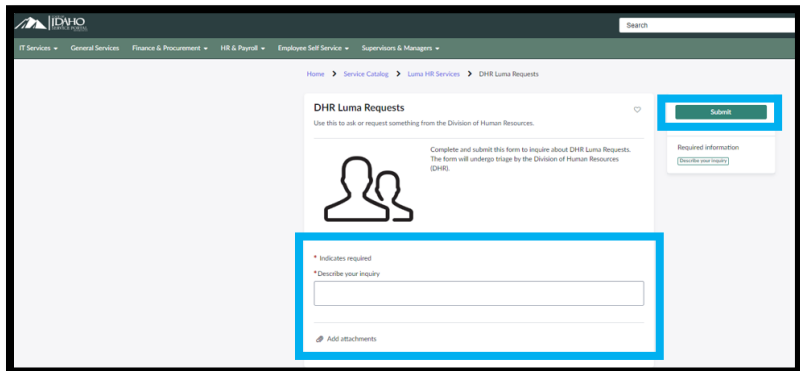 IDAHO
SERVICE PORTAL
Search
IT Services General Services Finance & Procurement HR & Payroll Employee Self Service Supervisors & Managers
Home > Service Catalog > Luma HR Services > DHR Luma Requests
DHR Luma Requests
Use this to ask or request something from the Division of Human Resources.
Complete and submit this form to inquire about DHR Luma Requests.
The form will undergo triage by the Division of Human Resources
(DHR).
Submit
Required information
Describe your inquiry
* Indicates required
*Describe your inquiry
Add attachments